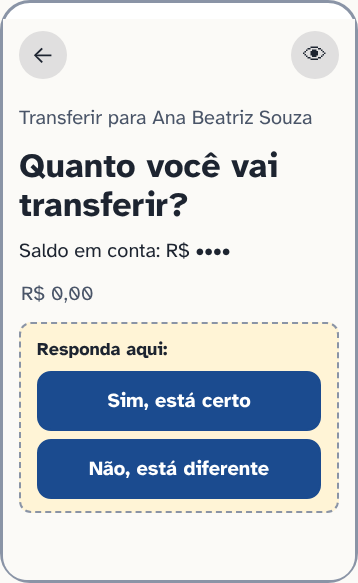 Transferir para Ana Beatriz Souza
Quanto você vai
transferir?
Saldo em conta: R$ ••••
R$ 0,00
Responda aqui:
Sim, está certo
Não, está diferente